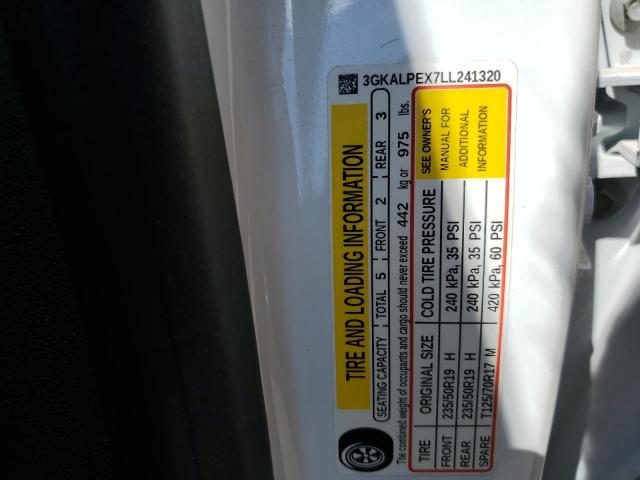 3GKALPEX7LL241320
TIRE AND LOADING INFORMATION
SEATING CAPACITY TOTAL 5 FRONT 2 REAR 3
The combined weight of occupants and cargo should never exceed 442 kg or 975 lbs.
TIRE ORIGINAL SIZE COLD TIRE PRESSURE SEE OWNER'S
FRONT 235/50R19 H 240 kPa, 35 PSI MANUAL FOR
REAR 235/50R19 H 240 kPa, 35 PSI ADDITIONAL
SPARE T125/70R17 M 420 kPa, 60 PSI INFORMATION